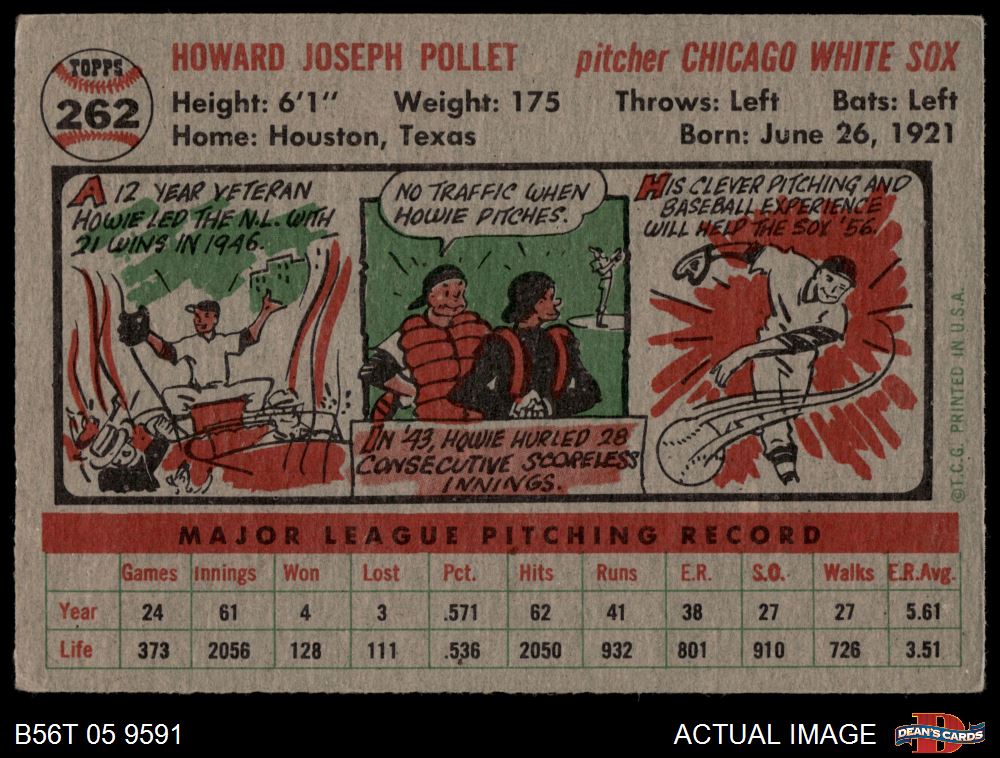 TOPPS
262
HOWARD JOSEPH POLLET pitcher CHICAGO WHITE SOX
Height: 6'1" Weight: 175 Throws: Left Bats: Left
Home: Houston, Texas Born: June 26, 1921
A 12 YEAR VETERAN
HOWIE LED THE N.L. WITH
21 WINS IN 1946.
NO TRAFFIC WHEN
HOWIE PITCHES.
IN '43, HOWIE HURLED 28
CONSECUTIVE SCORELESS
INNINGS.
HIS CLEVER PITCHING AND
BASEBALL EXPERIENCE
WILL HELP THE SOX '56.
©T.C.G. PRINTED IN U.S.A.
MAJOR LEAGUE PITCHING RECORD
Games Innings Won Lost Pct. Hits Runs E.R. S.O. Walks E.R.Avg.
Year 24 61 4 3 .571 62 41 38 27 27 5.61
Life 373 2056 128 111 .536 2050 932 801 910 726 3.51
B56T 05 9591 ACTUAL IMAGE DEAN'S CARDS